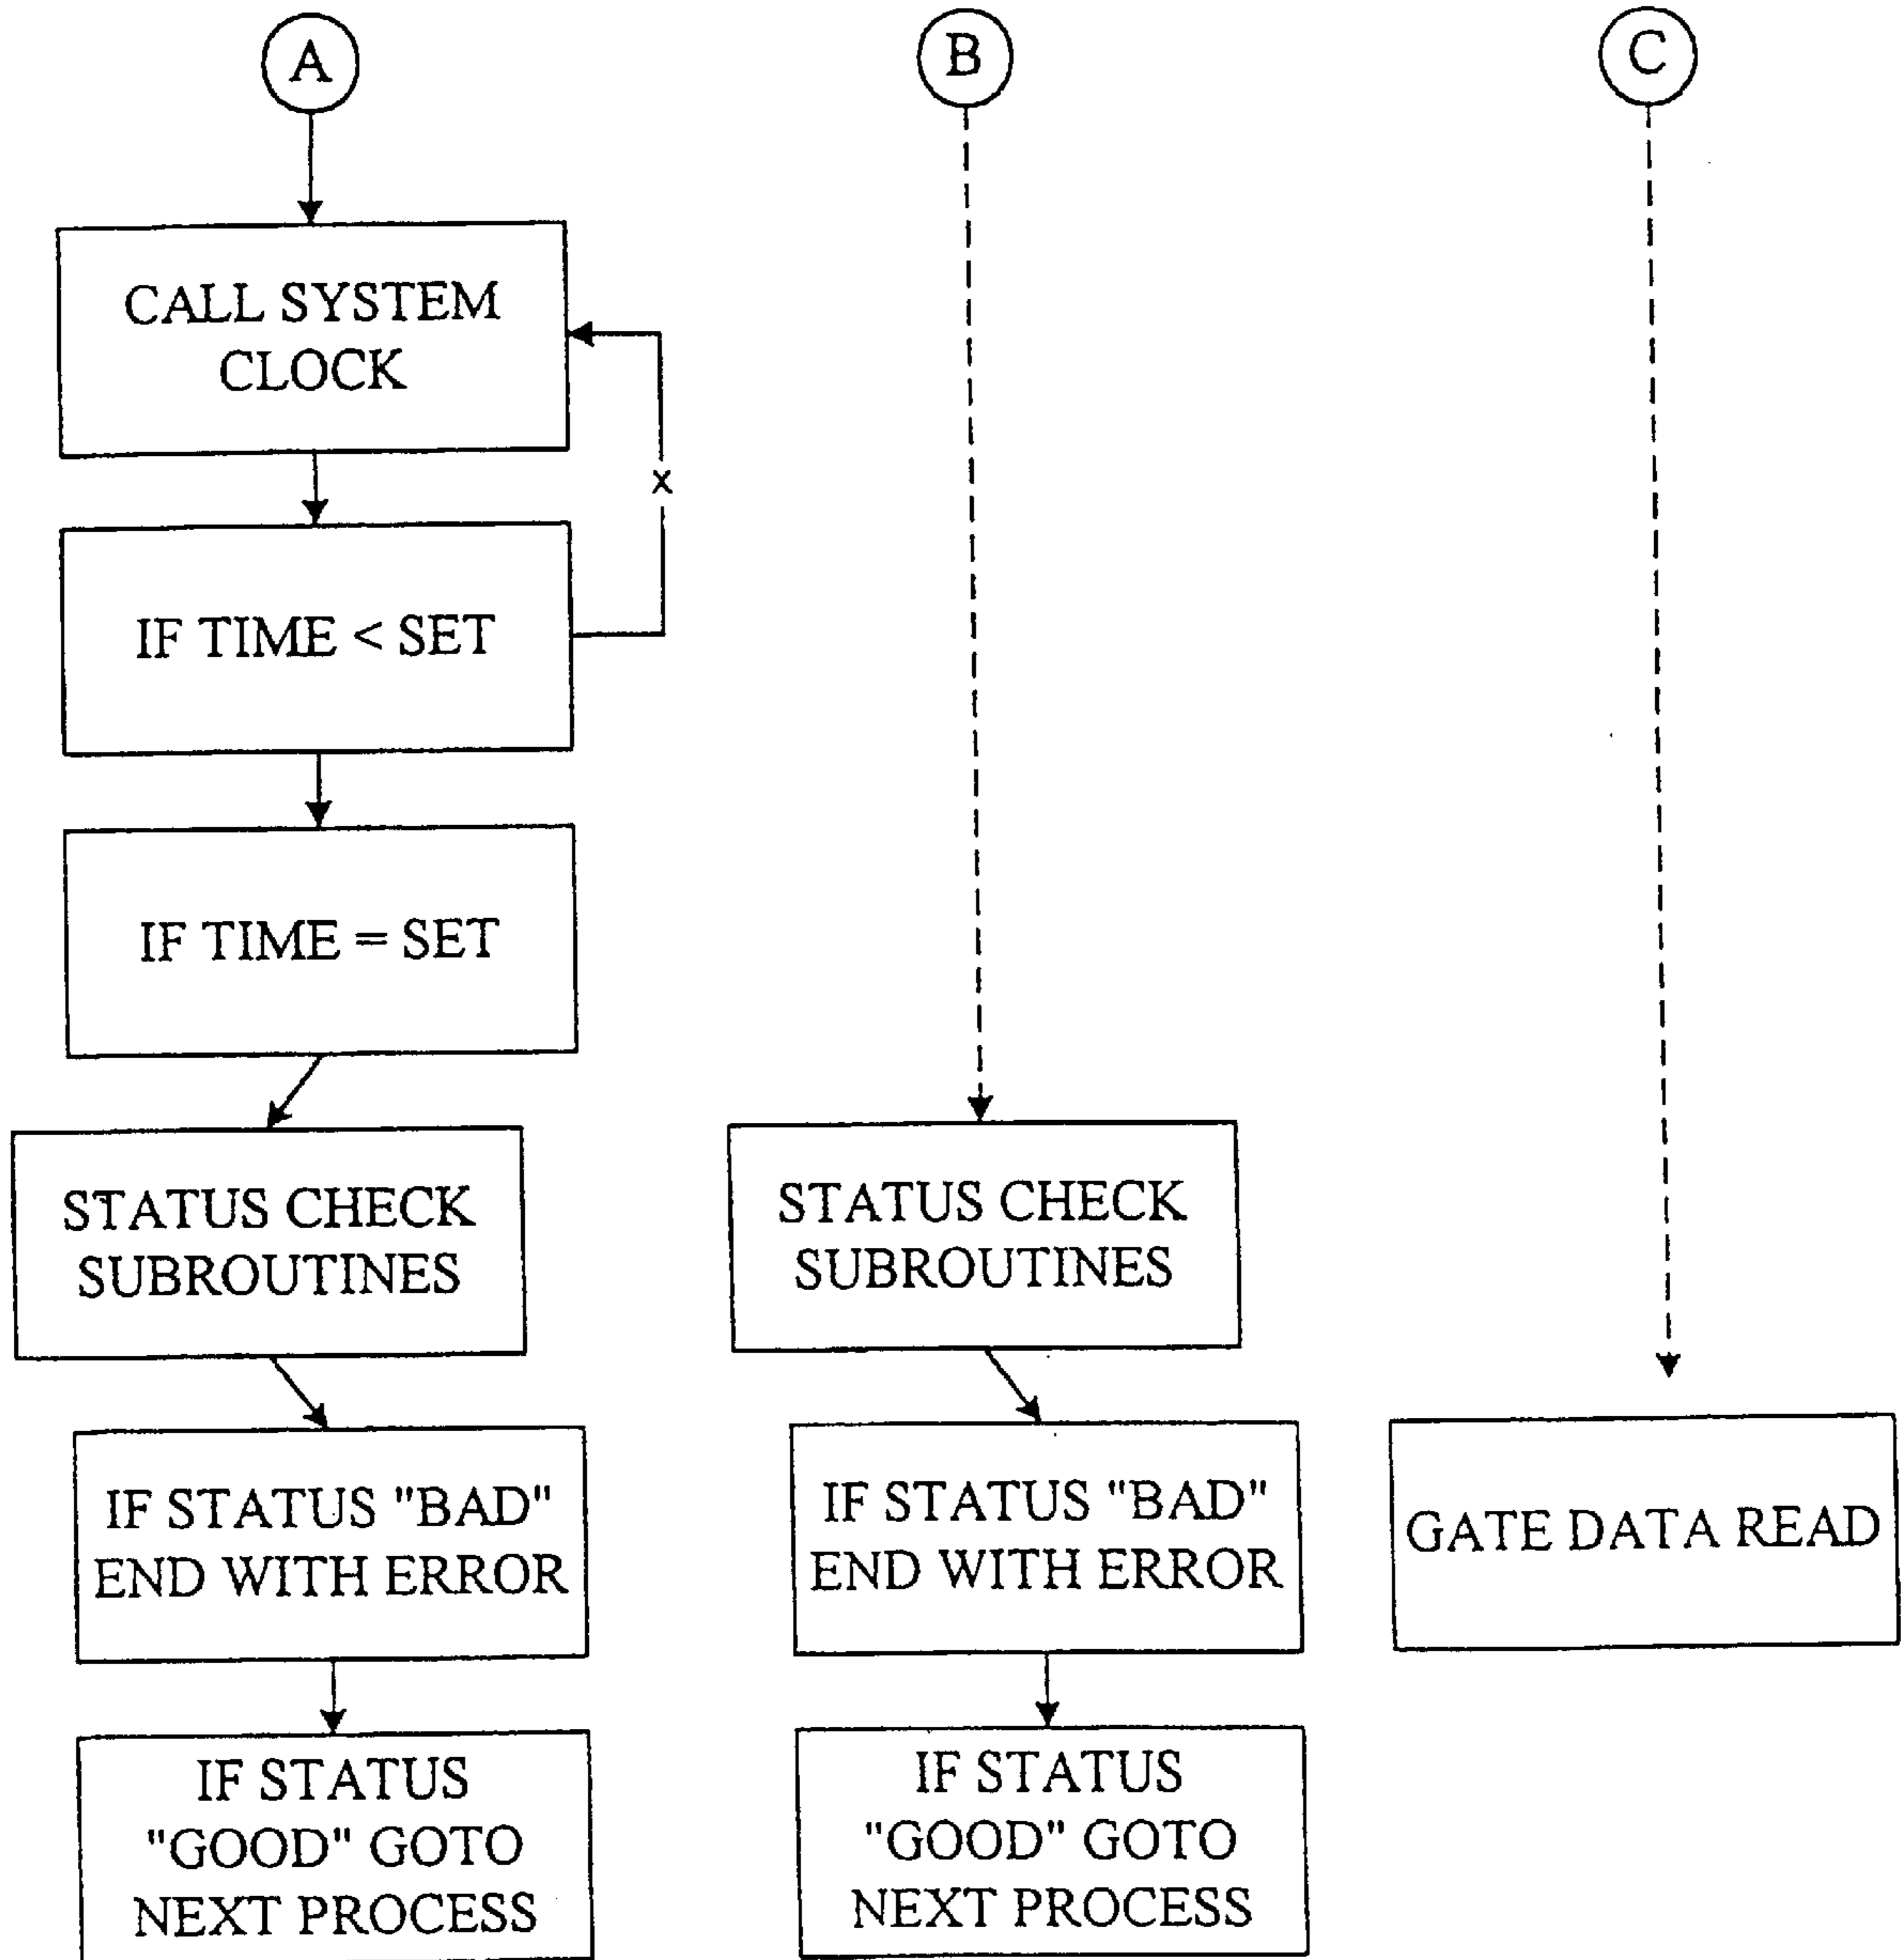 A
B
C
CALL SYSTEM
CLOCK
x
IF TIME < SET
IF TIME = SET
STATUS CHECK
SUBROUTINES
IF STATUS "BAD"
END WITH ERROR
IF STATUS
"GOOD" GOTO
NEXT PROCESS
STATUS CHECK
SUBROUTINES
IF STATUS "BAD"
END WITH ERROR
IF STATUS
"GOOD" GOTO
NEXT PROCESS
GATE DATA READ